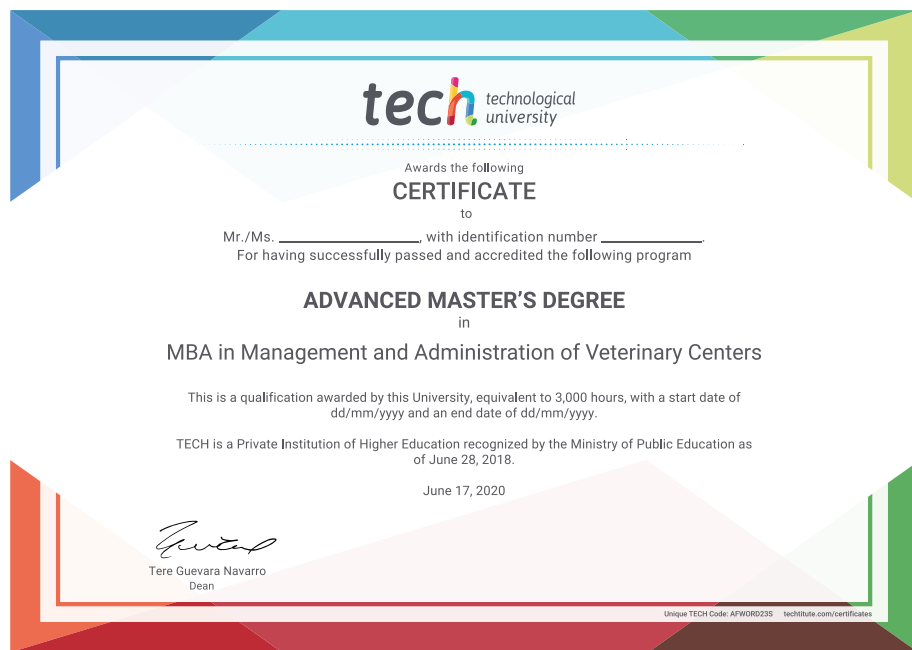 tech technological
university
Awards the following
CERTIFICATE
to
Mr./Ms. ____________________, with identification number ______________.
For having successfully passed and accredited the following program
ADVANCED MASTER’S DEGREE
in
MBA in Management and Administration of Veterinary Centers
This is a qualification awarded by this University, equivalent to 3,000 hours, with a start date of
dd/mm/yyyy and an end date of dd/mm/yyyy.
TECH is a Private Institution of Higher Education recognized by the Ministry of Public Education as
of June 28, 2018.
June 17, 2020
Tere Guevara Navarro
Dean
Unique TECH Code: AFWORD23S techtitute.com/certificates